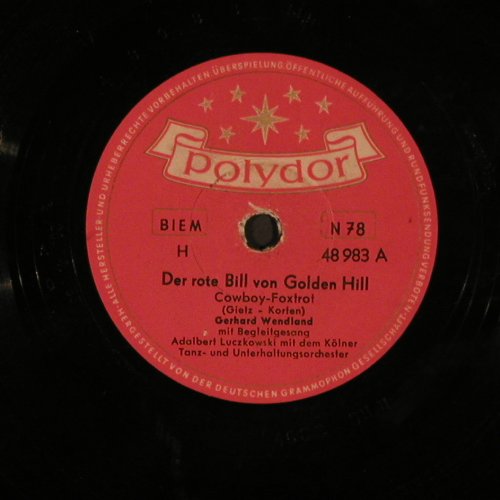 ALLE HERSTELLER- UND URHEBERRECHTE VORBEHALTEN ÜBERSPIELUNG, ÖFFENTLICHE AUFFÜHRUNG UND RUNDFUNKSENDUNG VERBOTEN
polydor
BIEM
N 78
H
48 983 A
Der rote Bill von Golden Hill
Cowboy-Foxtrot
(Gietz - Korten)
Gerhard Wendland
mit Begleitgesang
Adalbert Luczkowski mit dem Kölner
Tanz- und Unterhaltungsorchester
HERGESTELLT VON DER DEUTSCHEN GRAMMOPHON GESELLSCHAFT